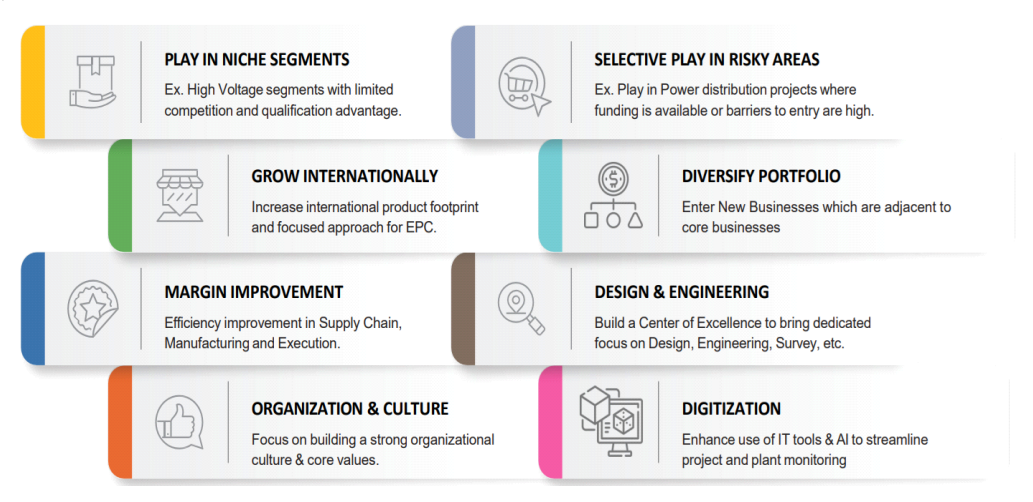 PLAY IN NICHE SEGMENTS
Ex. High Voltage segments with limited
competition and qualification advantage.
SELECTIVE PLAY IN RISKY AREAS
Ex. Play in Power distribution projects where
funding is available or barriers to entry are high.
GROW INTERNATIONALLY
Increase international product footprint
and focused approach for EPC.
DIVERSIFY PORTFOLIO
Enter New Businesses which are adjacent to
core businesses
MARGIN IMPROVEMENT
Efficiency improvement in Supply Chain,
Manufacturing and Execution.
DESIGN & ENGINEERING
Build a Center of Excellence to bring dedicated
focus on Design, Engineering, Survey, etc.
ORGANIZATION & CULTURE
Focus on building a strong organizational
culture & core values.
DIGITIZATION
Enhance use of IT tools & AI to streamline
project and plant monitoring